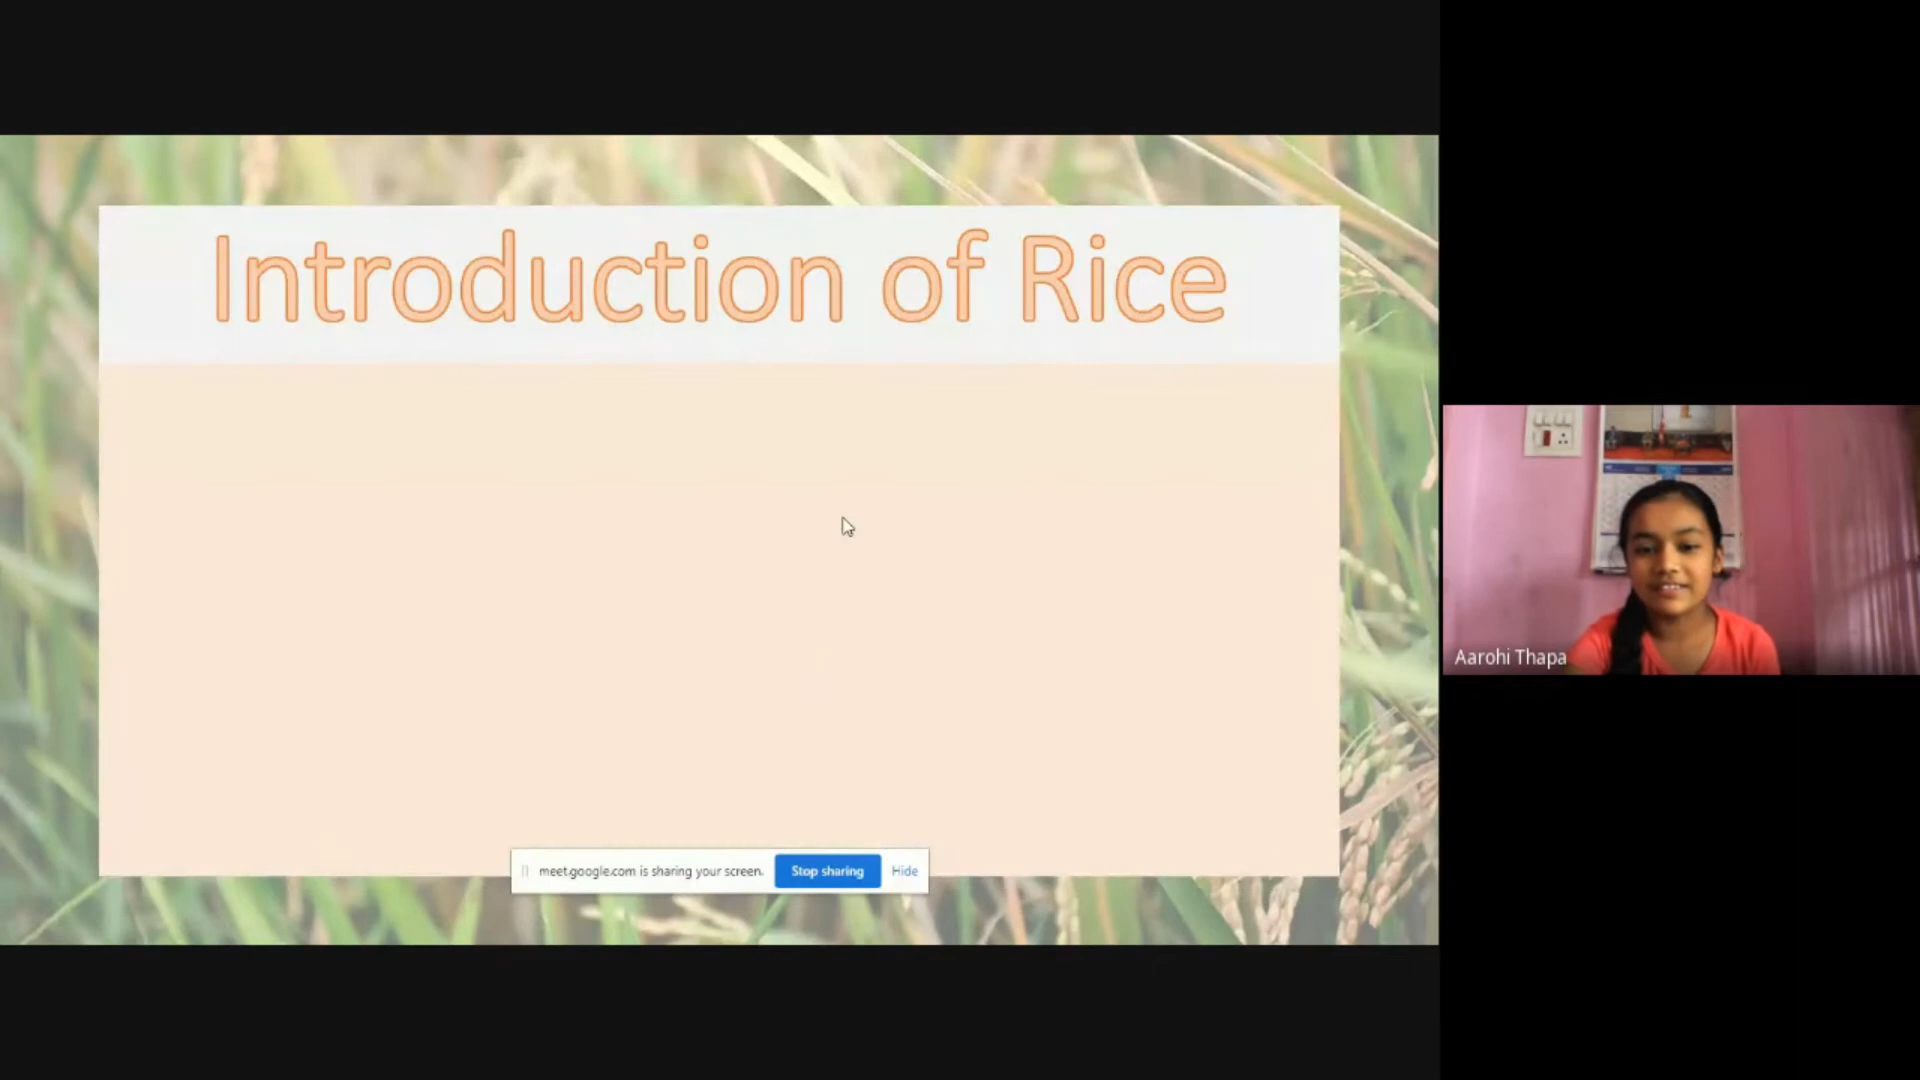 Introduction of Rice
meet.google.com is sharing your screen. Stop sharing Hide
Aarohi Thapa